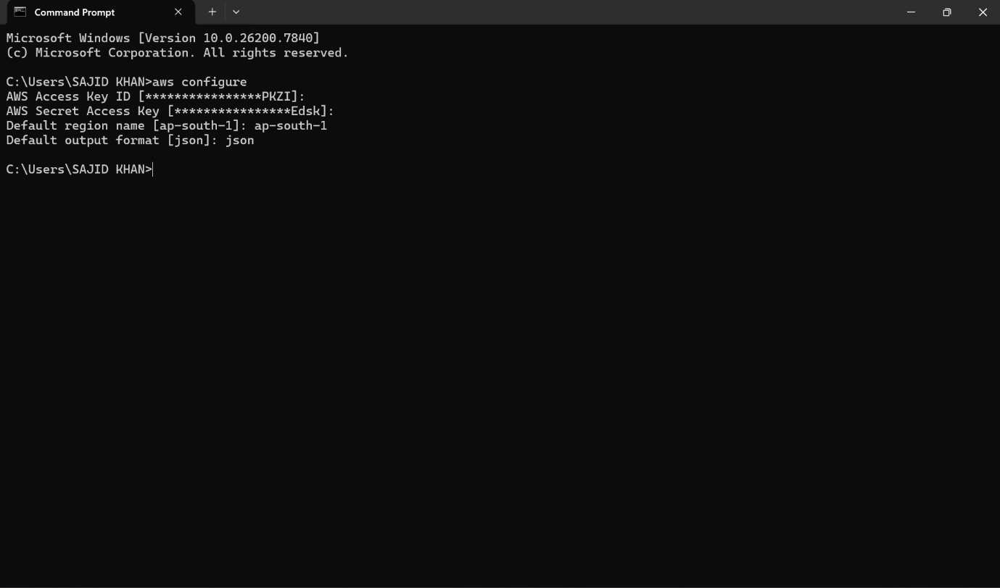 Command Prompt
Microsoft Windows [Version 10.0.26200.7840]
(c) Microsoft Corporation. All rights reserved.
C:\Users\SAJID KHAN>aws configure
AWS Access Key ID [****************PKZI]:
AWS Secret Access Key [****************Edsk]:
Default region name [ap-south-1]: ap-south-1
Default output format [json]: json
C:\Users\SAJID KHAN>